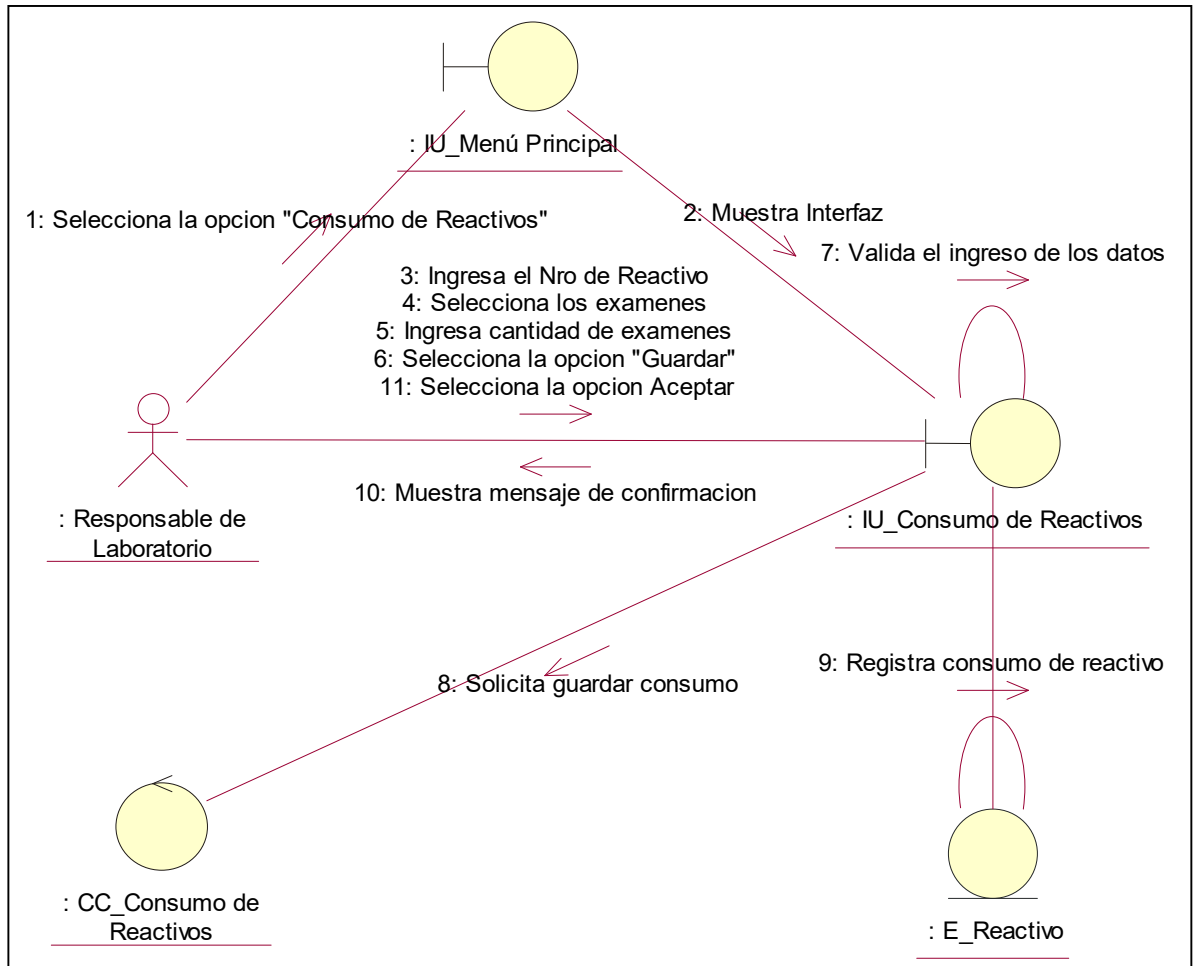 : IU_Menú Principal
1: Selecciona la opcion "Consumo de Reactivos"
2: Muestra Interfaz
7: Valida el ingreso de los datos
3: Ingresa el Nro de Reactivo
4: Selecciona los examenes
5: Ingresa cantidad de examenes
6: Selecciona la opcion "Guardar"
11: Selecciona la opcion Aceptar
10: Muestra mensaje de confirmacion
: Responsable de
Laboratorio
: IU_Consumo de Reactivos
8: Solicita guardar consumo
9: Registra consumo de reactivo
: CC_Consumo de
Reactivos
: E_Reactivo